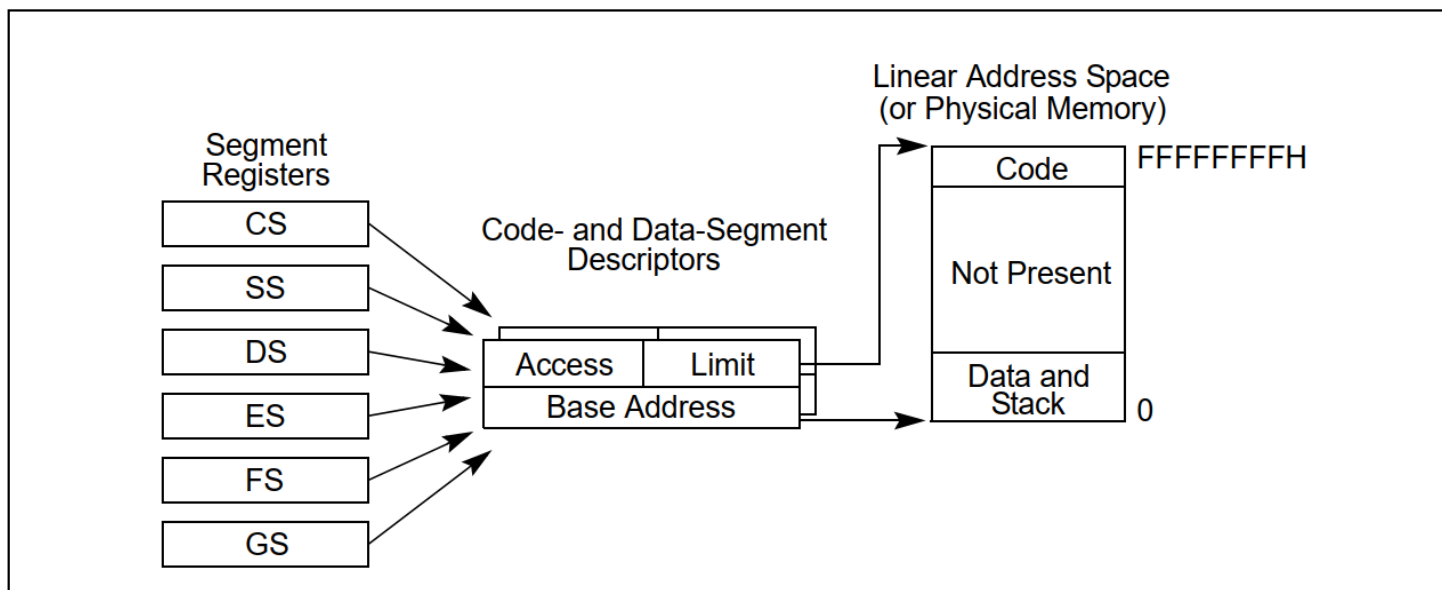 Linear Address Space
(or Physical Memory)
Segment
Registers
FFFFFFFFH
Code
CS
Code- and Data-Segment
Descriptors
SS
Not Present
DS
Access
Limit
Data and
Stack
ES
Base Address
0
FS
GS